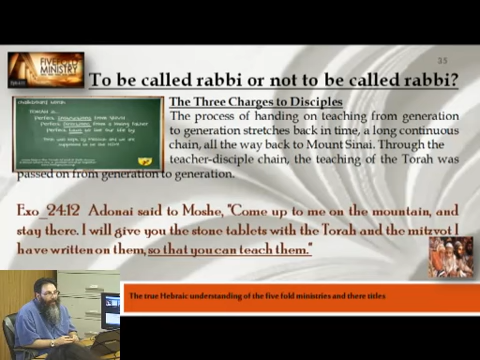 FIVEFOLD
MINISTRY
35
To be called rabbi or not to be called rabbi?
The Three Charges to Disciples
The process of handing on teaching from generation
to generation stretches back in time, a long continuous
chain, all the way back to Mount Sinai. Through the
teacher-disciple chain, the teaching of the Torah was
passed on from generation to generation.
Exo_24:12 Adonai said to Moshe, "Come up to me on the mountain, and
stay there. I will give you the stone tablets with the Torah and the mitzvot I
have written on them, so that you can teach them."
The true Hebraic understanding of the five fold ministries and there titles